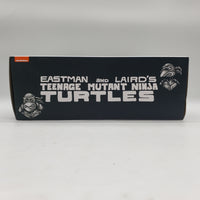 EASTMAN AND LAIRD'S
TEENAGE MUTANT NINJA
TURTLES